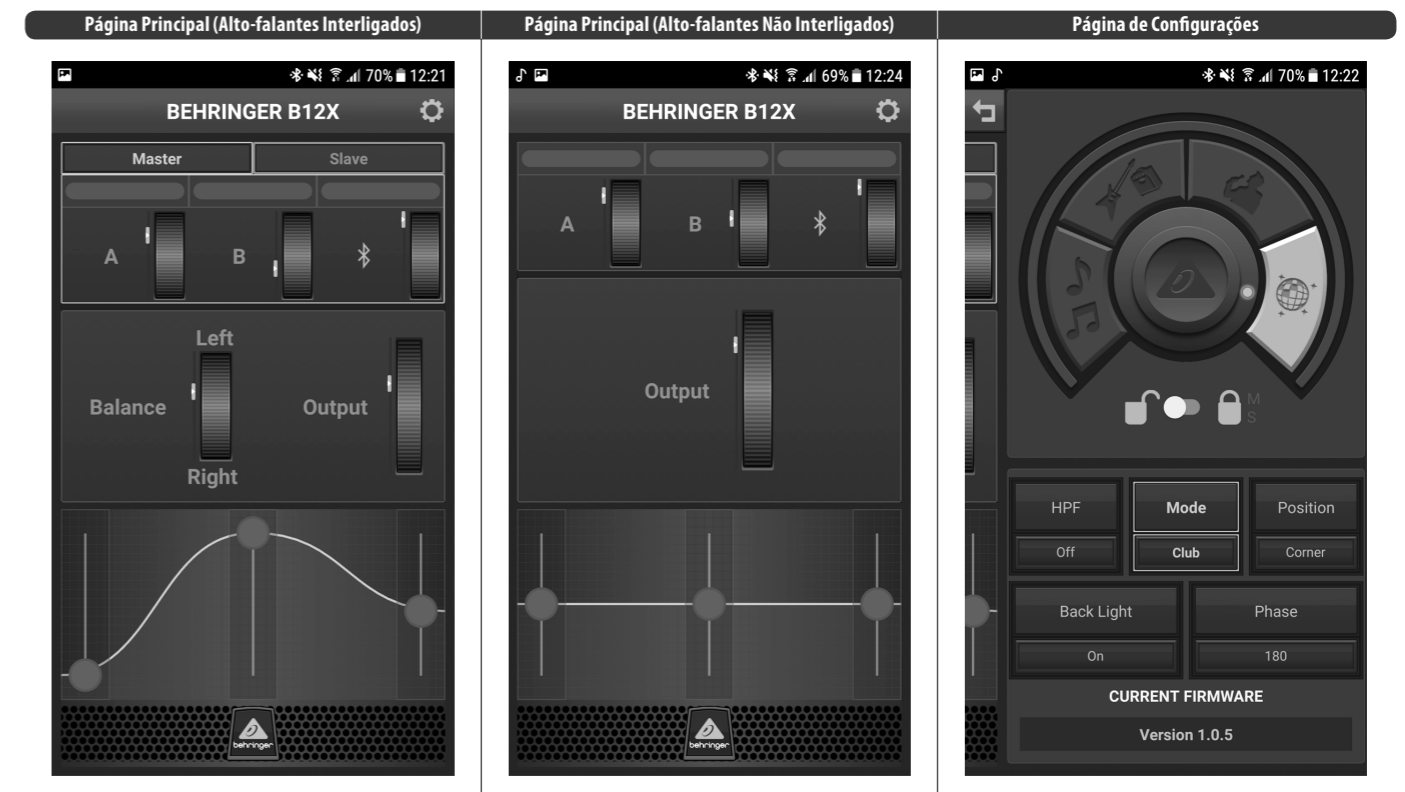 Página Principal (Alto-falantes Interligados)
Página Principal (Alto-falantes Não Interligados)
Página de Configurações
70% 12:21
BEHRINGER B12X
Master Slave
A B
Left
Balance Output
Right
behringer
69% 12:24
BEHRINGER B12X
A B
Output
behringer
70% 12:22
M
S
HPF Mode Position
Off Club Corner
Back Light Phase
On 180
CURRENT FIRMWARE
Version 1.0.5